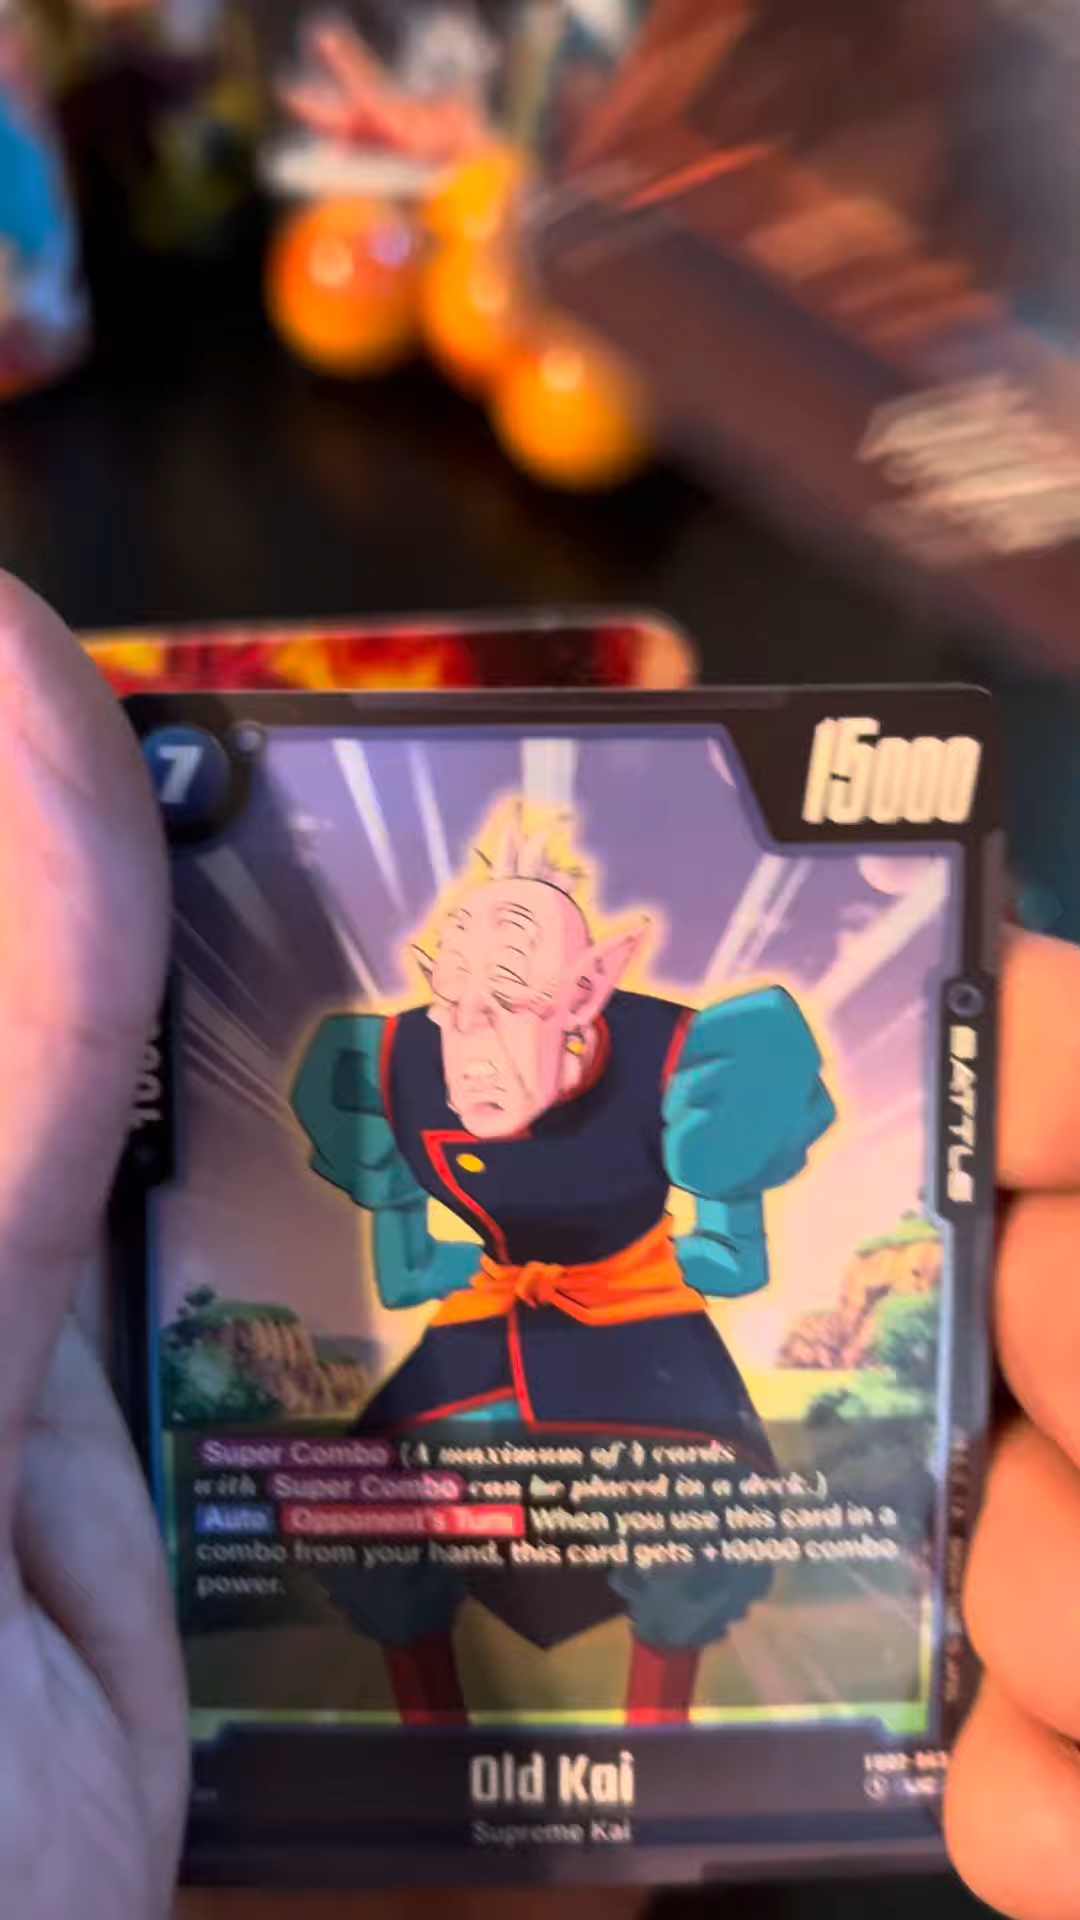 7
15000
BATTLE
Super Combo (A maximum of 4 cards
with Super Combo can be placed in a deck.)
Auto Opponent's Turn When you use this card in a
combo from your hand, this card gets +10000 combo
power.
Old Kai
Supreme Kai